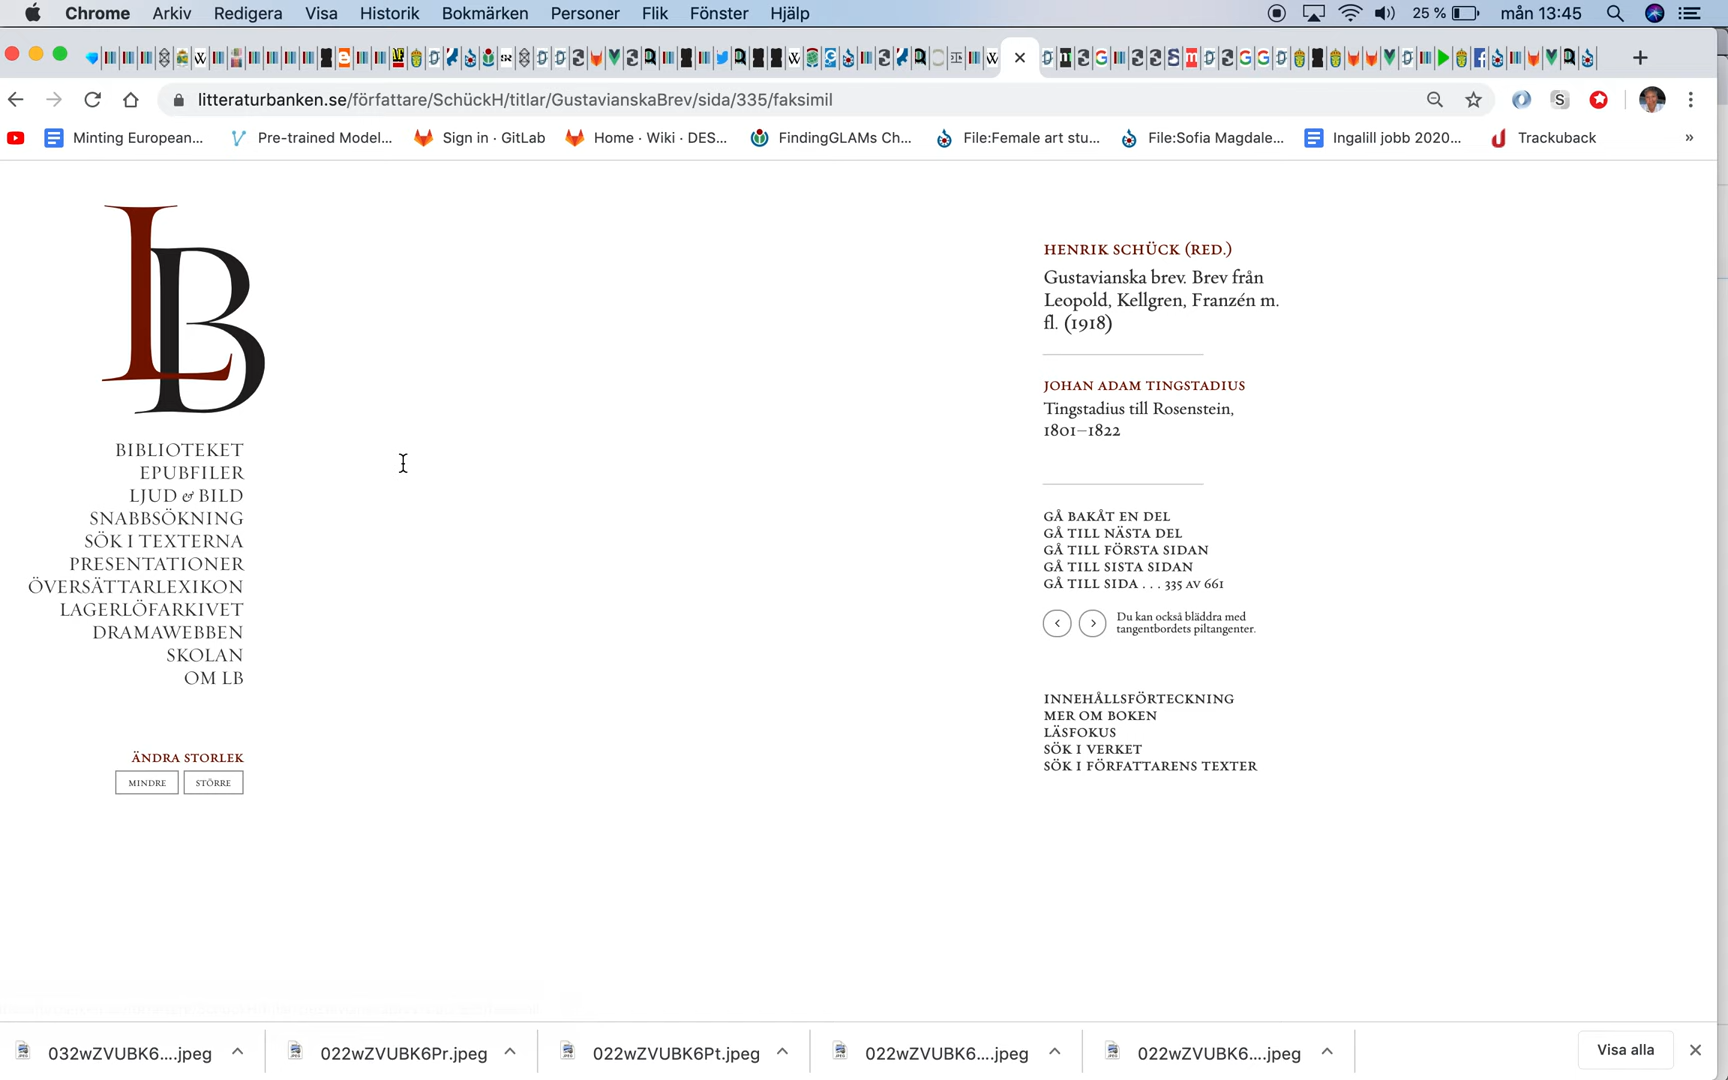 Chrome Arkiv Redigera Visa Historik Bokmärken Personer Flik Fönster Hjälp 25 % mån 13:45
litteraturbanken.se/författare/SchückH/titlar/GustavianskaBrev/sida/335/faksimil
Minting European... Pre-trained Model... Sign in · GitLab Home · Wiki · DES... FindingGLAMs Ch... File:Female art stu... File:Sofia Magdale... Ingalill jobb 2020... Trackuback »
LB
BIBLIOTEKET
EPUBFILER
LJUD & BILD
SNABBSÖKNING
SÖK I TEXTERNA
PRESENTATIONER
ÖVERSÄTTARLEXIKON
LAGERLÖFARKIVET
DRAMAWEBBEN
SKOLAN
OM LB
ÄNDRA STORLEK
MINDRE STÖRRE
HENRIK SCHÜCK (RED.)
Gustavianska brev. Brev från
Leopold, Kellgren, Franzén m.
fl. (1918)
JOHAN ADAM TINGSTADIUS
Tingstadius till Rosenstein,
1801–1822
GÅ BAKÅT EN DEL
GÅ TILL NÄSTA DEL
GÅ TILL FÖRSTA SIDAN
GÅ TILL SISTA SIDAN
GÅ TILL SIDA . . . 335 AV 661
Du kan också bläddra med
tangentbordets piltangenter.
INNEHÅLLSFÖRTECKNING
MER OM BOKEN
LÄSFOKUS
SÖK I VERKET
SÖK I FÖRFATTARENS TEXTER
032wZVUBK6....jpeg 022wZVUBK6Pr.jpeg 022wZVUBK6Pt.jpeg 022wZVUBK6....jpeg 022wZVUBK6....jpeg Visa alla